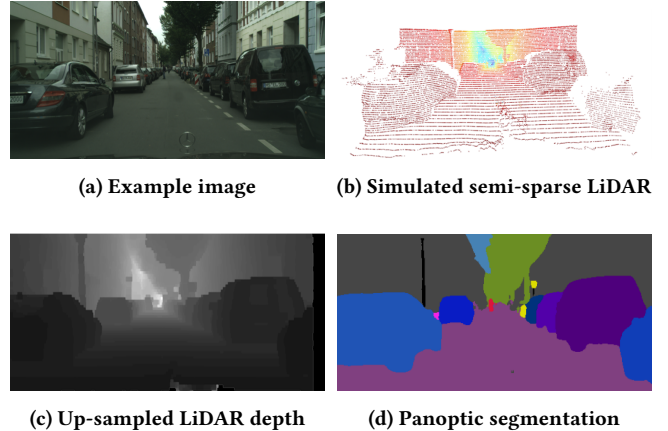 (a) Example image
(b) Simulated semi-sparse LiDAR
(c) Up-sampled LiDAR depth
(d) Panoptic segmentation